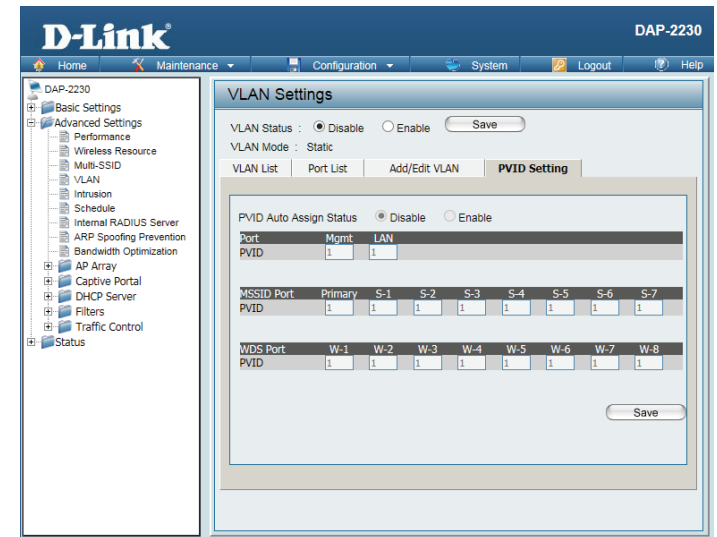 D-Link®
DAP-2230
Home Maintenance Configuration System Logout Help
DAP-2230
Basic Settings
Advanced Settings
Performance
Wireless Resource
Multi-SSID
VLAN
Intrusion
Schedule
Internal RADIUS Server
ARP Spoofing Prevention
Bandwidth Optimization
AP Array
Captive Portal
DHCP Server
Filters
Traffic Control
Status
VLAN Settings
VLAN Status : Disable Enable Save
VLAN Mode : Static
VLAN List Port List Add/Edit VLAN PVID Setting
PVID Auto Assign Status Disable Enable
Port Mgmt LAN
PVID 1 1
MSSID Port Primary S-1 S-2 S-3 S-4 S-5 S-6 S-7
PVID 1 1 1 1 1 1 1 1
WDS Port W-1 W-2 W-3 W-4 W-5 W-6 W-7 W-8
PVID 1 1 1 1 1 1 1 1
Save